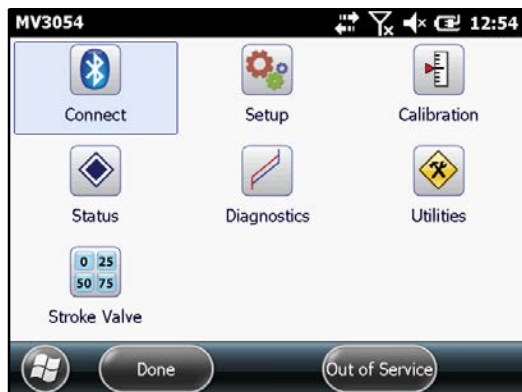 MV3054 12:54
Connect Setup Calibration
Status Diagnostics Utilities
0 25
50 75
Stroke Valve
Done Out of Service